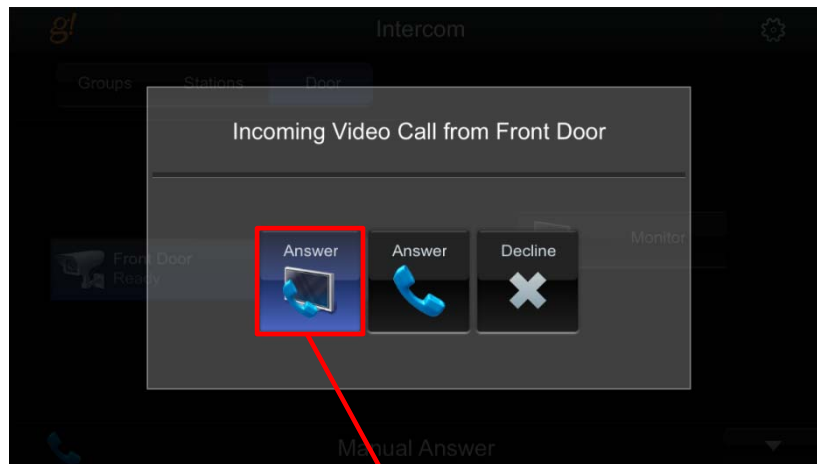 g!
Intercom
Groups Stations Door
Incoming Video Call from Front Door
Monitor
Front Door
Ready
Answer Answer Decline
Manual Answer